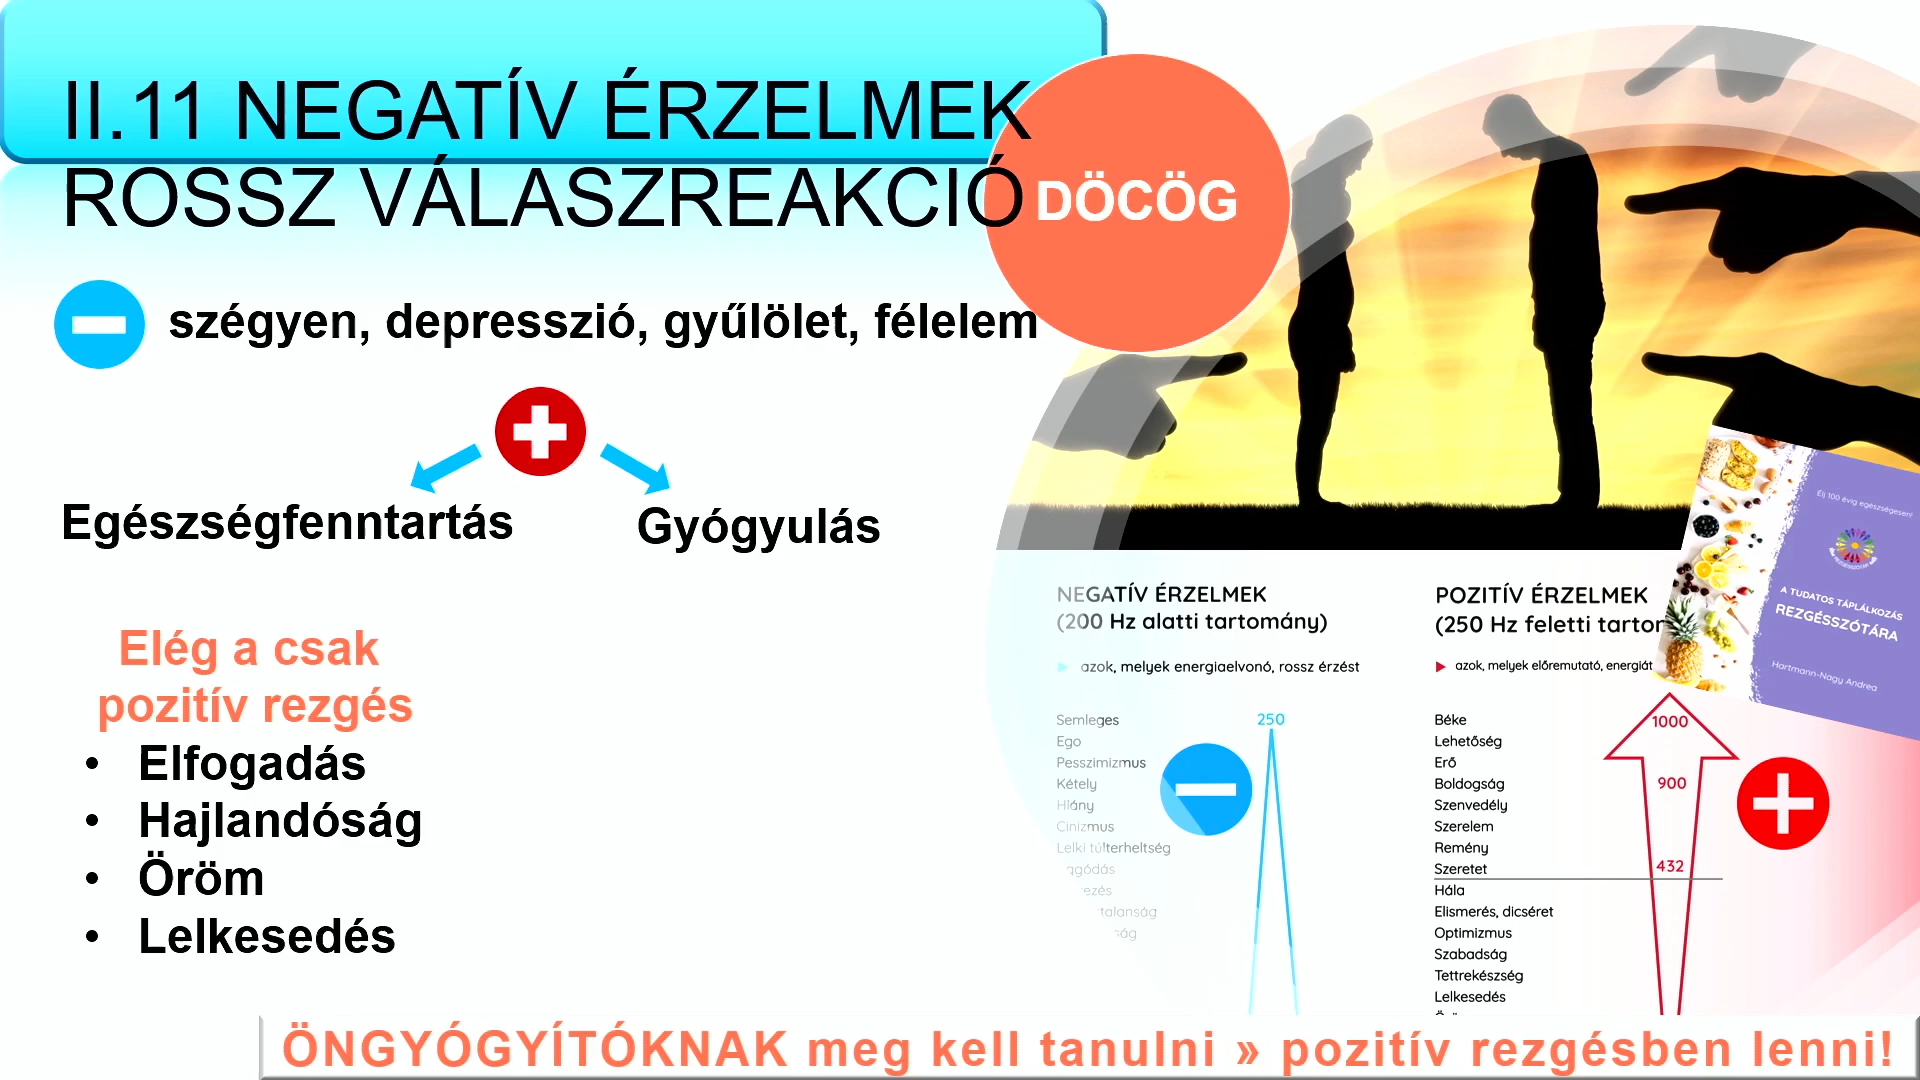 II.11 NEGATÍV ÉRZELMEK
ROSSZ VÁLASZREAKCIÓ
DÖCÖG
szégyen, depresszió, gyűlölet, félelem
Egészségfenntartás
Gyógyulás
Elég a csak
pozitív rezgés
• Elfogadás
• Hajlandóság
• Öröm
• Lelkesedés
NEGATÍV ÉRZELMEK
(200 Hz alatti tartomány)
azok, melyek energiaelvonó, rossz érzést
Semleges
Ego
Pesszimizmus
Kétely
Hiány
Cinizmus
Lelki túlterheltség
250
POZITÍV ÉRZELMEK
(250 Hz feletti
azok, melyek előremutató,
Béke
Lehetőség
Erő
Boldogság
Szenvedély
Szerelem
Remény
Szeretet
Hála
Elismerés, dicséret
Optimizmus
Szabadság
Tettrekészség
Lelkesedés
1000
900
432
Élj 100 évig egészségesen!
A TUDATOS TÁPLÁLKOZÁS
REZGÉSSZÓTÁRA
Hartmann-Nagy Andrea
ÖNGYÓGYÍTÓKNAK meg kell tanulni » pozitív rezgésben lenni!